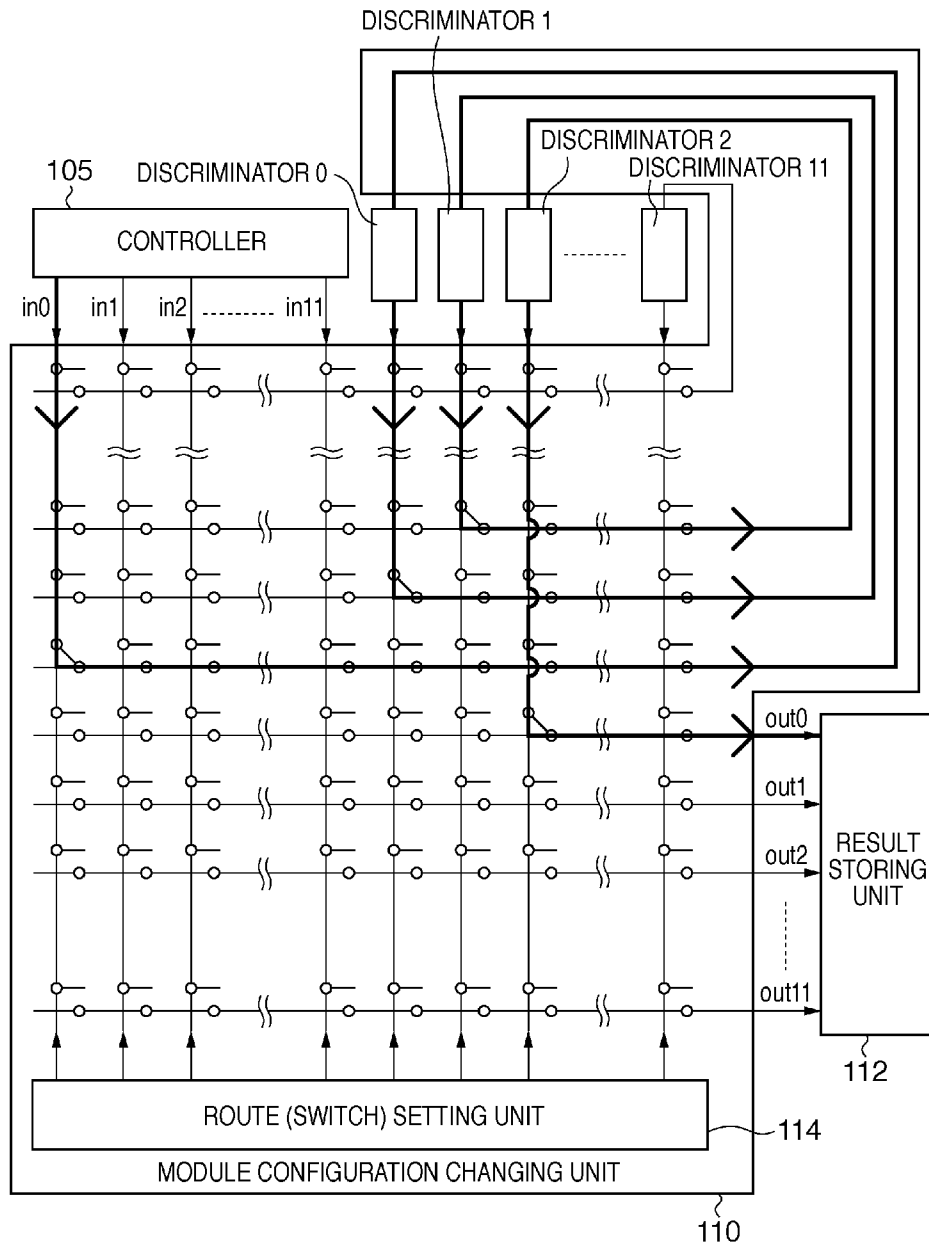 DISCRIMINATOR 1
DISCRIMINATOR 2
DISCRIMINATOR 11
DISCRIMINATOR 0
105
CONTROLLER
in0
in1
in2
in11
out0
out1
out2
out11
RESULT
STORING
UNIT
112
ROUTE (SWITCH) SETTING UNIT
114
MODULE CONFIGURATION CHANGING UNIT
110